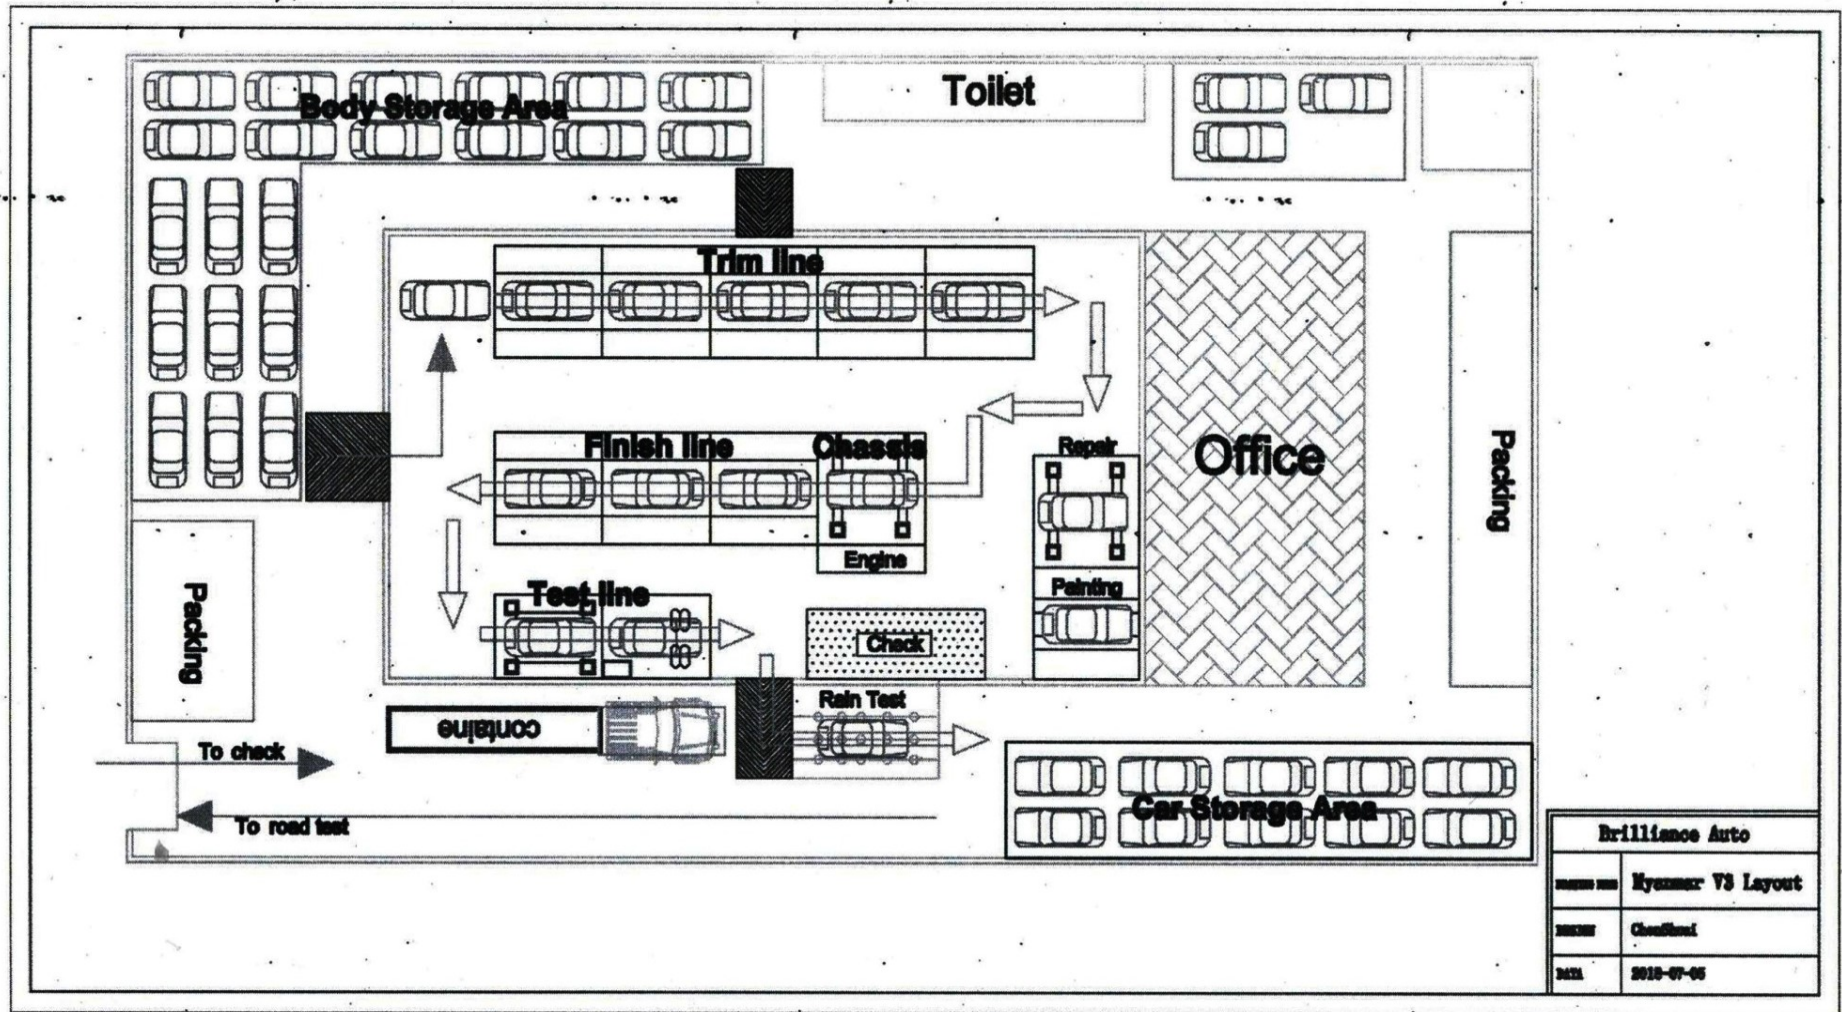 Body Storage Area
Toilet
Trim line
Finish line
Chassis
Repair
Office
Packing
Engine
Painting
Test line
Check
Packing
Rain Test
containe
To check
To road test
Car Storage Area
Brilliance Auto
Myanmar V3 Layout
DATA